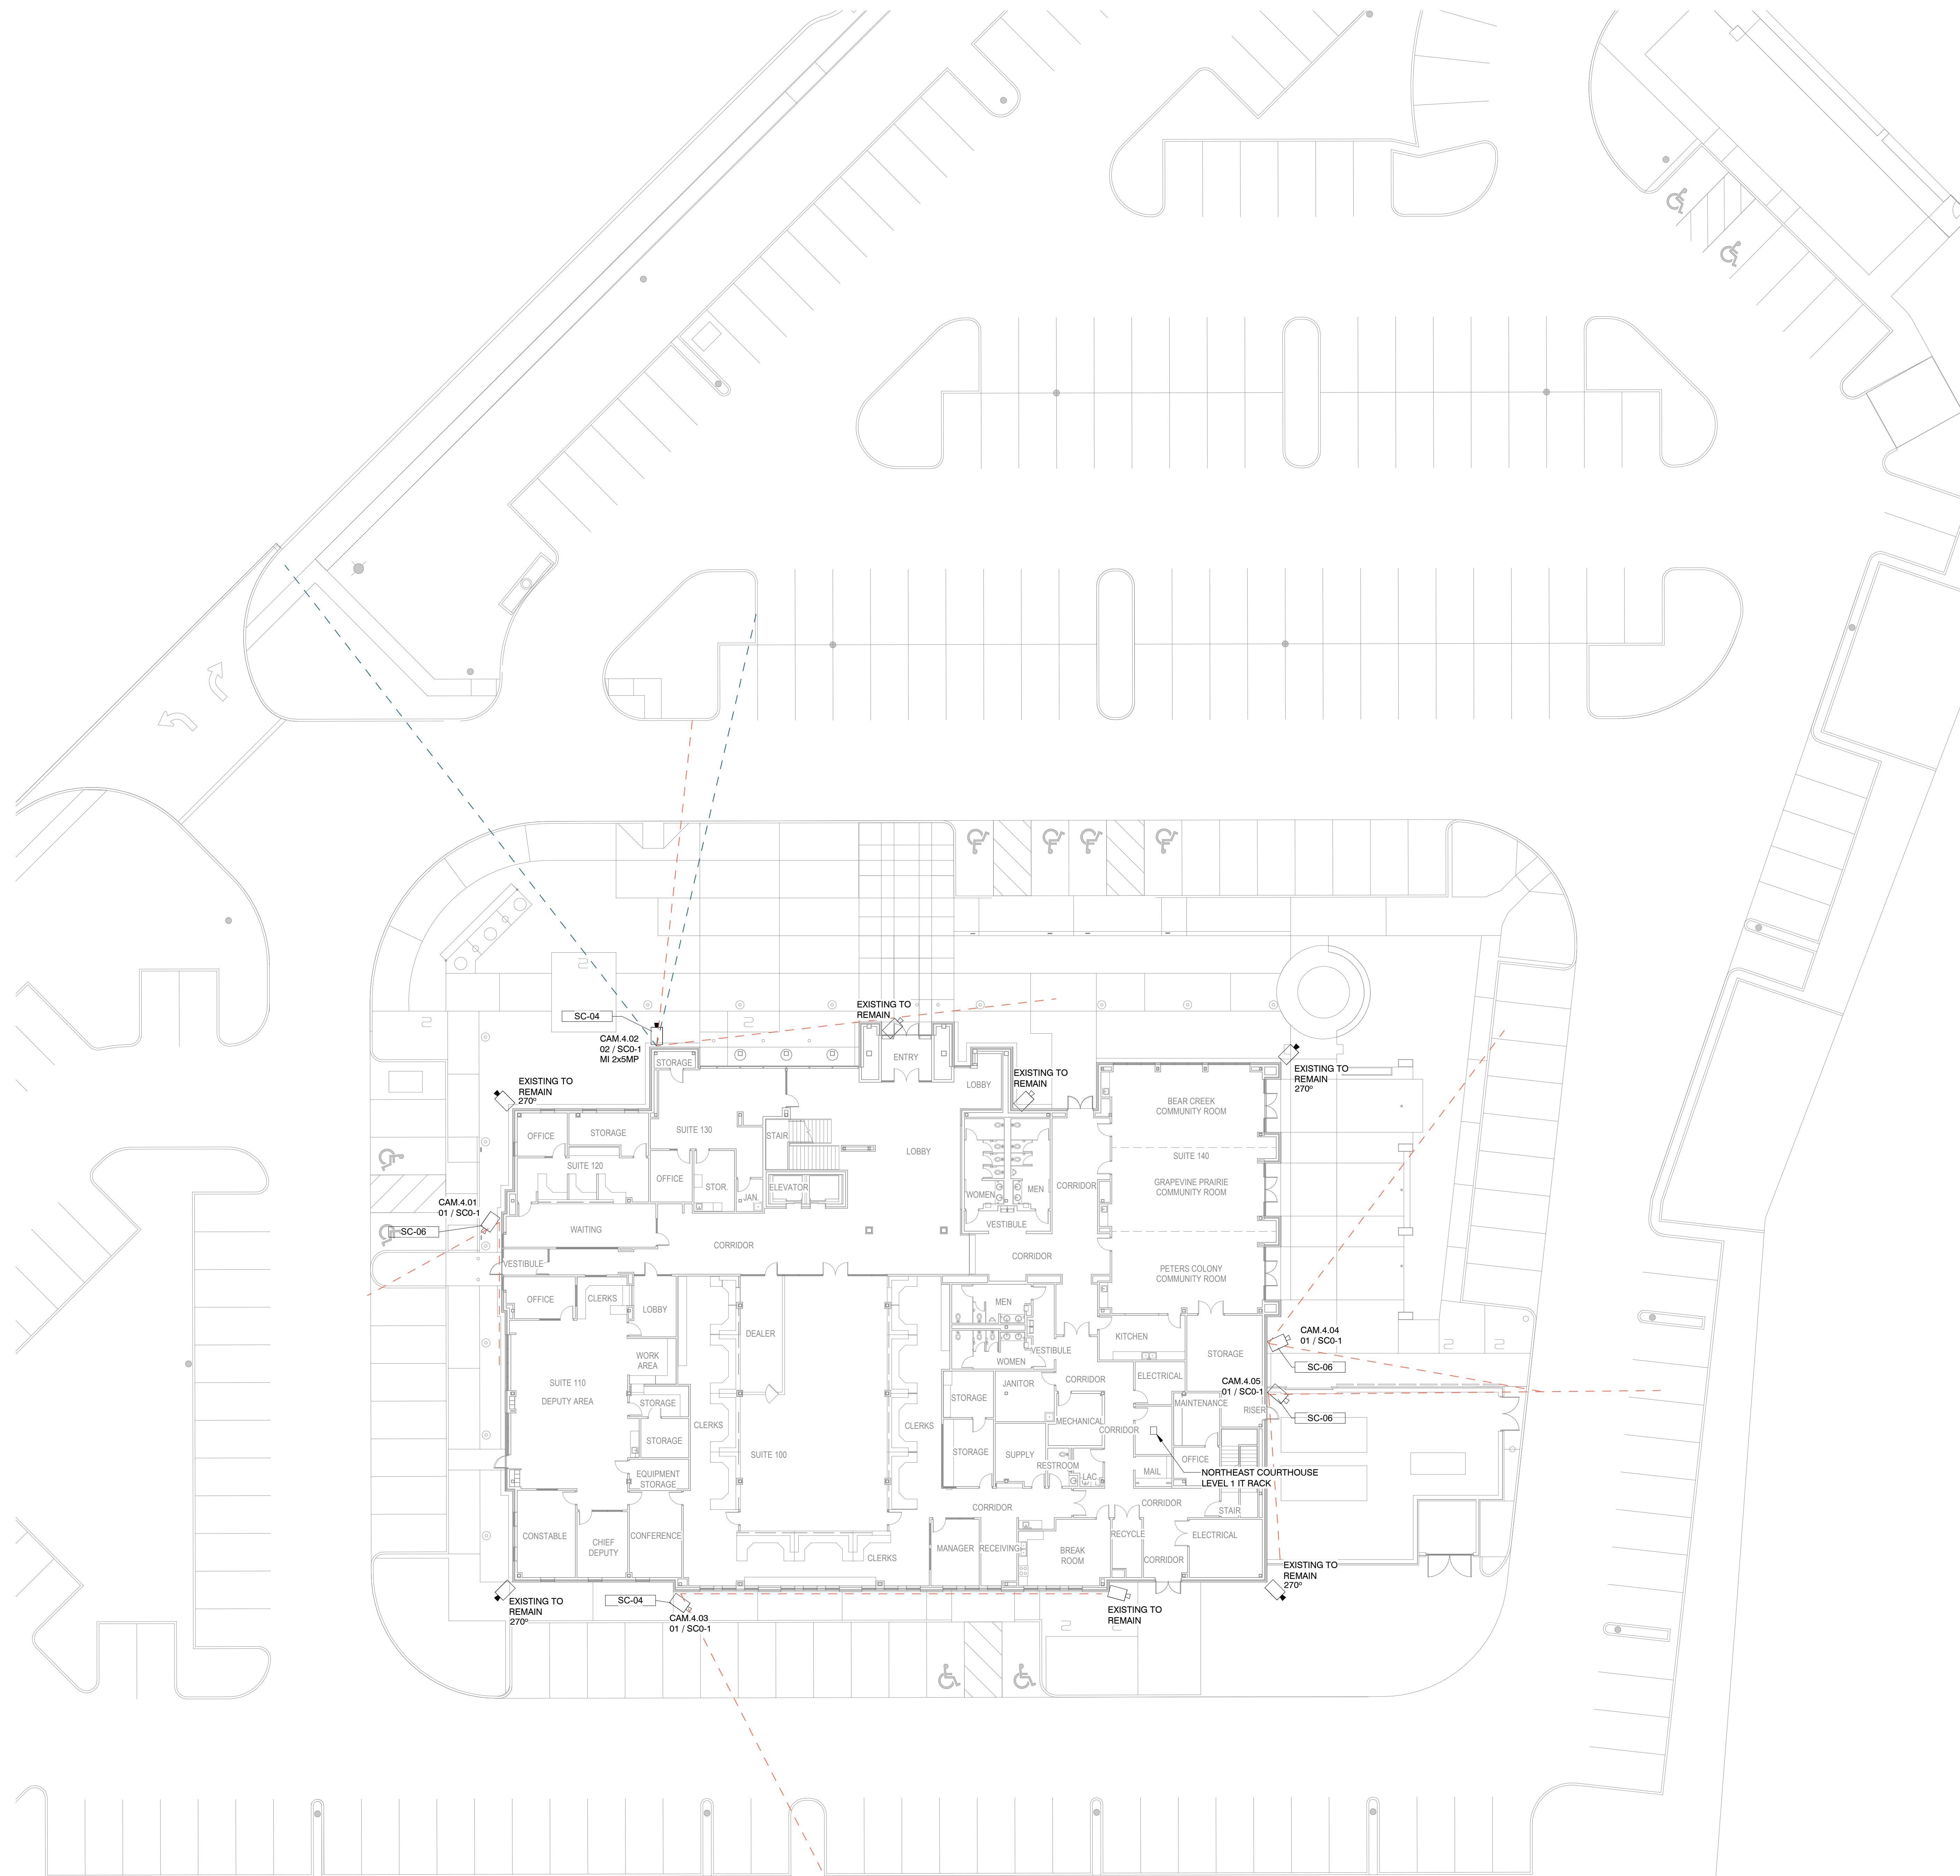 EXISTING TO
REMAIN
SC-04
CAM.4.02
02 / SC0-1
MI 2x5MP
STORAGE
ENTRY
LOBBY
EXISTING TO
REMAIN
EXISTING TO
REMAIN
270º
EXISTING TO
REMAIN
270º
BEAR CREEK
COMMUNITY ROOM
OFFICE
STORAGE
SUITE 130
STAIR
LOBBY
SUITE 120
SUITE 140
OFFICE
STOR.
ELEVATOR
JAN.
WOMEN
MEN
CORRIDOR
GRAPEVINE PRAIRIE
COMMUNITY ROOM
CAM.4.01
01 / SC0-1
SC-06
WAITING
VESTIBULE
CORRIDOR
CORRIDOR
VESTIBULE
PETERS COLONY
COMMUNITY ROOM
OFFICE
CLERKS
LOBBY
MEN
DEALER
KITCHEN
CAM.4.04
01 / SC0-1
SC-06
WORK
AREA
VESTIBULE
WOMEN
STORAGE
SUITE 110
DEPUTY AREA
JANITOR
CORRIDOR
ELECTRICAL
CAM.4.05
01 / SC0-1
SC-06
STORAGE
STORAGE
MAINTENANCE
RISER
CLERKS
CLERKS
MECHANICAL
CORRIDOR
STORAGE
SUITE 100
STORAGE
SUPPLY
RESTROOM
OFFICE
EQUIPMENT
STORAGE
LAC.
MAIL
NORTHEAST COURTHOUSE
LEVEL 1 IT RACK
CORRIDOR
CORRIDOR
STAIR
CONSTABLE
CHIEF
DEPUTY
CONFERENCE
RECYCLE
ELECTRICAL
MANAGER
RECEIVING
BREAK
ROOM
CLERKS
CORRIDOR
EXISTING TO
REMAIN
270º
EXISTING TO
REMAIN
270º
SC-04
CAM.4.03
01 / SC0-1
EXISTING TO
REMAIN